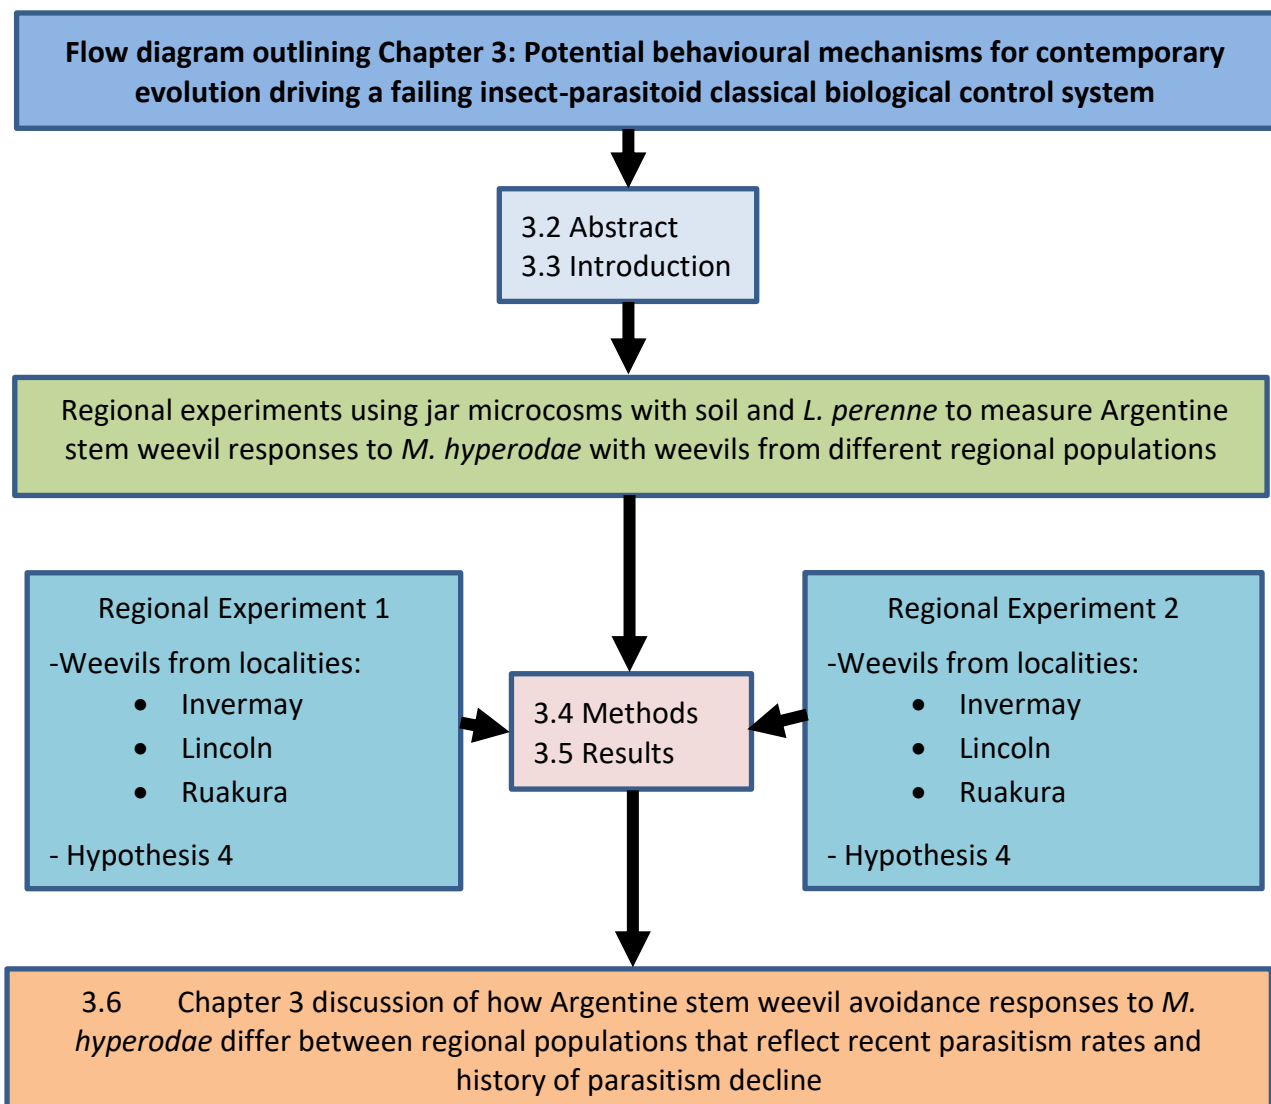 Flow diagram outlining Chapter 3: Potential behavioural mechanisms for contemporary
evolution driving a failing insect-parasitoid classical biological control system
3.2 Abstract
3.3 Introduction
Regional experiments using jar microcosms with soil and L. perenne to measure Argentine
stem weevil responses to M. hyperodae with weevils from different regional populations
Regional Experiment 1
-Weevils from localities:
• Invermay
• Lincoln
• Ruakura
- Hypothesis 4
3.4 Methods
3.5 Results
Regional Experiment 2
-Weevils from localities:
• Invermay
• Lincoln
• Ruakura
- Hypothesis 4
3.6 Chapter 3 discussion of how Argentine stem weevil avoidance responses to M.
hyperodae differ between regional populations that reflect recent parasitism rates and
history of parasitism decline